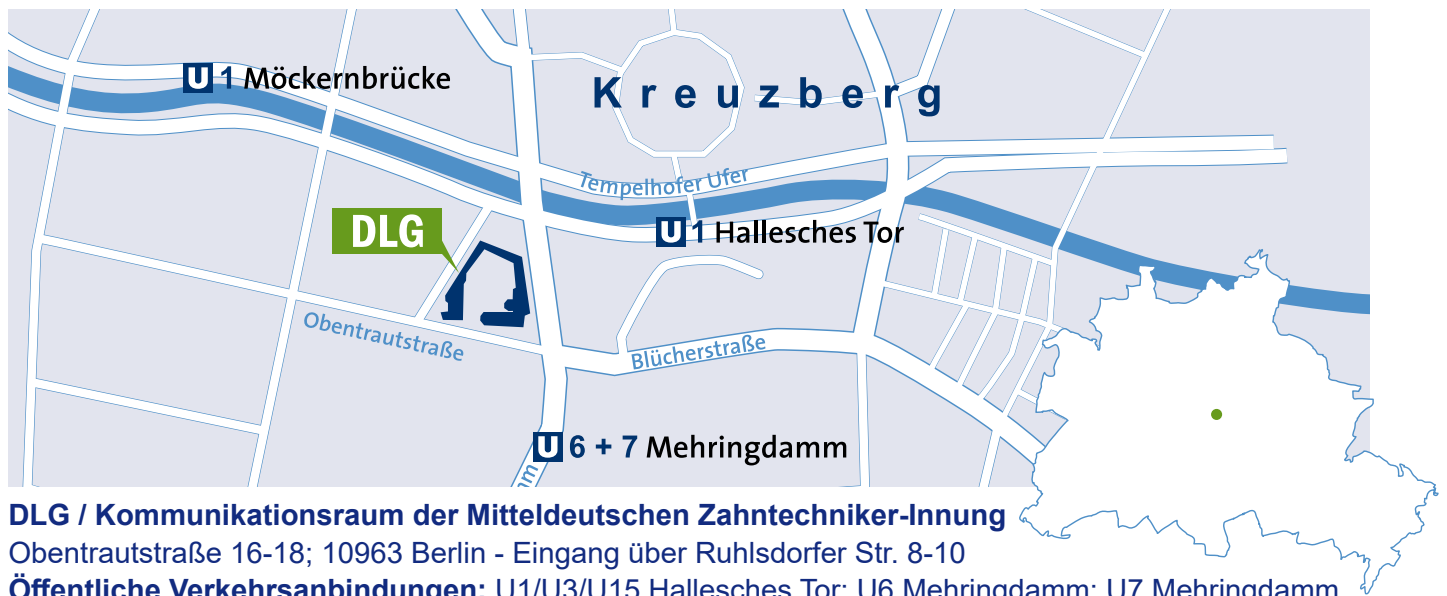 U 1 Möckernbrücke
Kreuzberg
Tempelhofer Ufer
DLG
U 1 Hallesches Tor
Obentrautstraße
Blücherstraße
U 6 + 7 Mehringdamm
mm
DLG / Kommunikationsraum der Mitteldeutschen Zahntechniker-Innung
Obentrautstraße 16-18; 10963 Berlin - Eingang über Ruhlsdorfer Str. 8-10
Öffentliche Verkehrsanbindungen: U1/U3/U15 Hallesches Tor; U6 Mehringdamm; U7 Mehringdamm